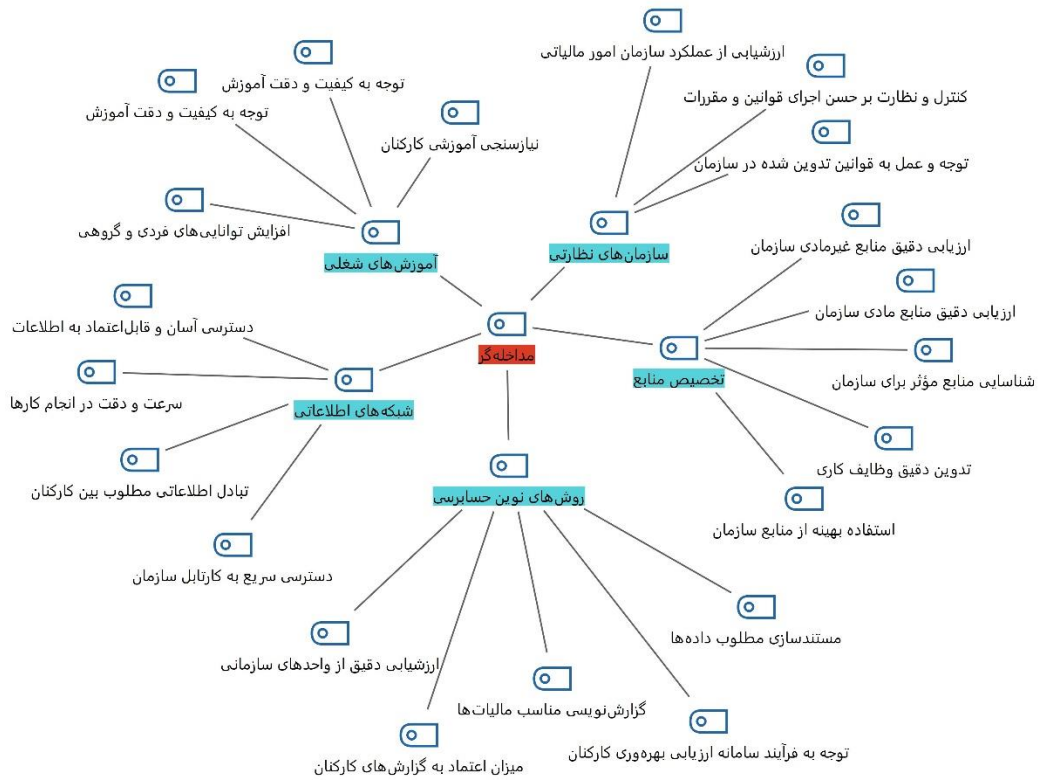 ارزشیابی از عملکرد سازمان امور مالیاتی
توجه به کیفیت و دقت آموزش
کنترل و نظارت بر حسن اجرای قوانین و مقررات
توجه به کیفیت و دقت آموزش
نیازسنجی آموزشی کارکنان
توجه و عمل به قوانین تدوین شده در سازمان
افزایش توانایی‌های فردی و گروهی
ارزیابی دقیق منابع غیرمادی سازمان
سازمان‌های نظارتی
آموزش‌های شغلی
ارزیابی دقیق منابع مادی سازمان
دسترسی آسان و قابل‌اعتماد به اطلاعات
مداخله‌گر
تخصیص منابع
شناسایی منابع مؤثر برای سازمان
سرعت و دقت در انجام کارها
شبکه‌های اطلاعاتی
تدوین دقیق وظایف کاری
تبادل اطلاعاتی مطلوب بین کارکنان
روش‌های نوین حسابرسی
استفاده بهینه از منابع سازمان
دسترسی سریع به کارتابل سازمان
مستندسازی مطلوب داده‌ها
ارزشیابی دقیق از واحدهای سازمانی
گزارش‌نویسی مناسب مالیات‌ها
توجه به فرآیند سامانه ارزیابی بهره‌وری کارکنان
میزان اعتماد به گزارش‌های کارکنان